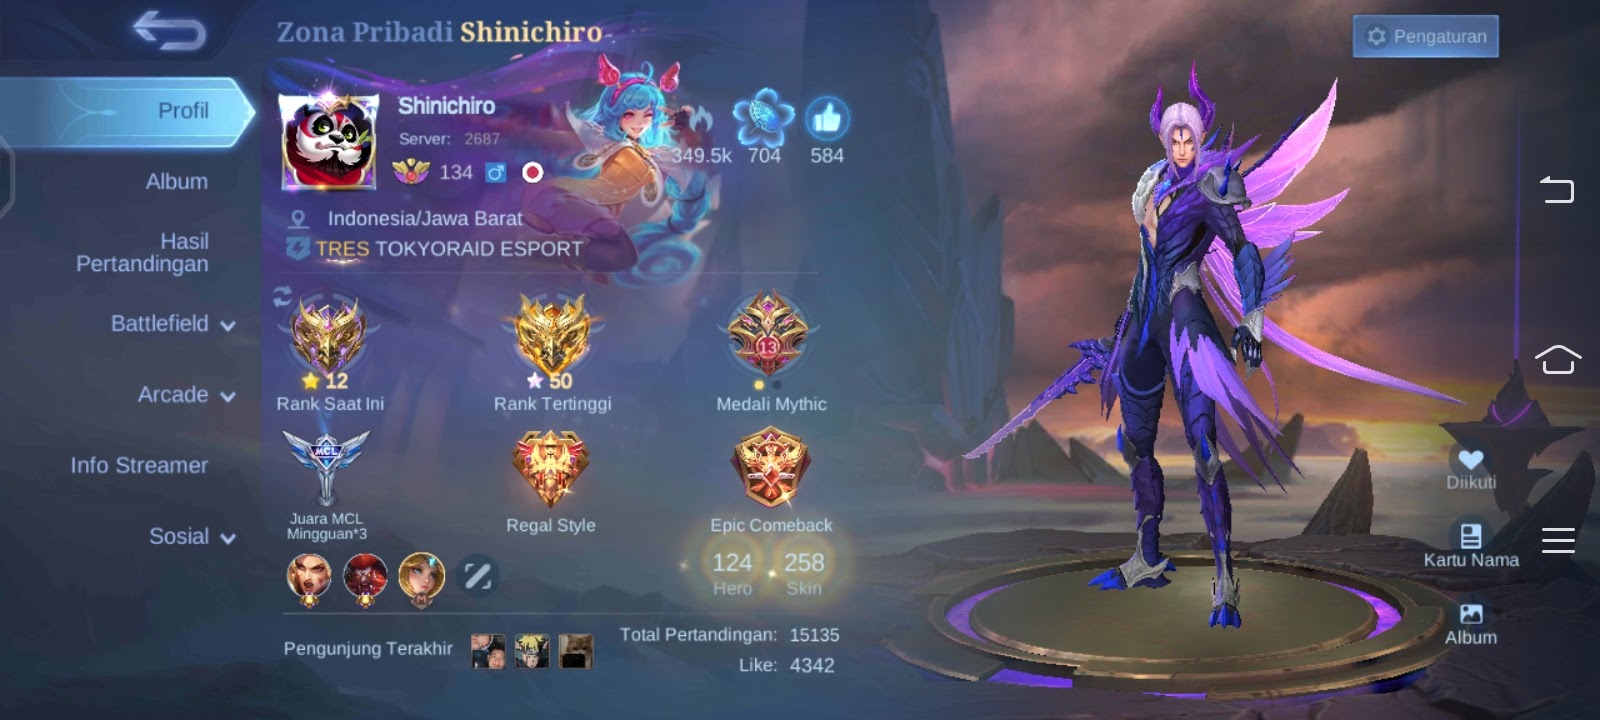 Zona Pribadi Shinichiro
Pengaturan
Profil
Album
Hasil
Pertandingan
Battlefield
Arcade
Info Streamer
Sosial
Shinichiro
Server: 2687
134
349.5k
704
584
Indonesia/Jawa Barat
TRES TOKYORAID ESPORT
12
Rank Saat Ini
50
Rank Tertinggi
13
Medali Mythic
MCL
Juara MCL
Mingguan*3
Regal Style
Epic Comeback
124
Hero
258
Skin
Pengunjung Terakhir
Total Pertandingan: 15135
Like: 4342
Diikuti
Kartu Nama
Album